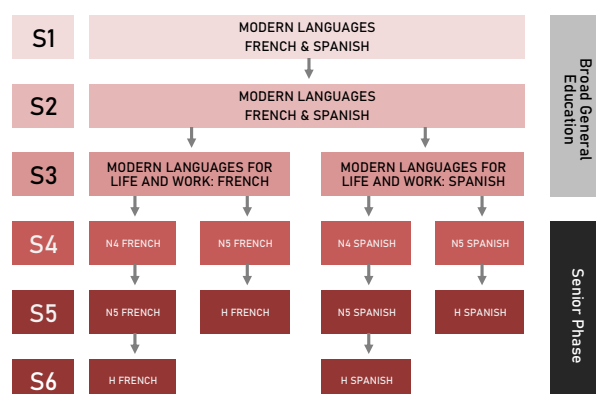 S1
MODERN LANGUAGES
FRENCH & SPANISH
S2
MODERN LANGUAGES
FRENCH & SPANISH
S3
MODERN LANGUAGES FOR
LIFE AND WORK: FRENCH
MODERN LANGUAGES FOR
LIFE AND WORK: SPANISH
Broad General
Education
S4
N4 FRENCH
N5 FRENCH
N4 SPANISH
N5 SPANISH
S5
N5 FRENCH
H FRENCH
N5 SPANISH
H SPANISH
S6
H FRENCH
H SPANISH
Senior Phase